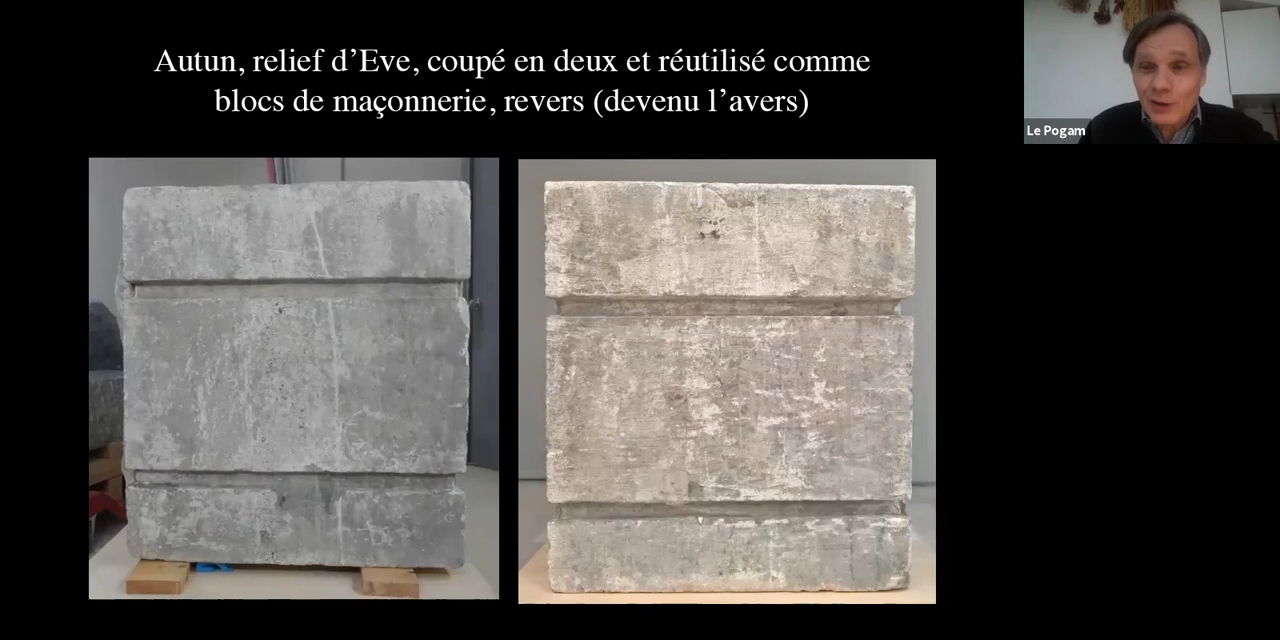 Autun, relief d’Eve, coupé en deux et réutilisé comme
blocs de maçonnerie, revers (devenu l’avers)
Le Pogam